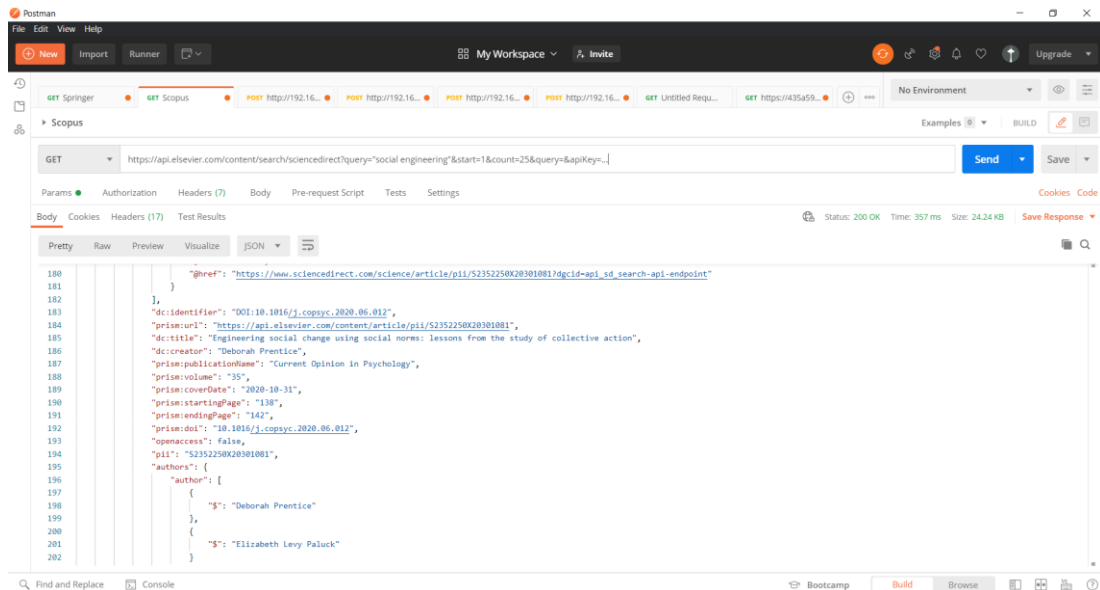 Postman
File Edit View Help
New Import Runner My Workspace Invite Upgrade
GET Springer GET Scopus POST http://192.16... POST http://192.16... POST http://192.16... POST http://192.16... GET Untitled Requ... GET https://435a59... No Environment
Scopus Examples 0 BUILD
GET https://api.elsevier.com/content/search/sciencedirect?query="social engineering"&start=1&count=25&query=&apiKey=... Send Save
Params Authorization Headers (7) Body Pre-request Script Tests Settings Cookies Code
Body Cookies Headers (17) Test Results Status: 200 OK Time: 357 ms Size: 24.24 KB Save Response
Pretty Raw Preview Visualize JSON
180 "@href": "https://www.sciencedirect.com/science/article/pii/S2352250X20301081?dgcid=api_sd_search-api-endpoint"
181 }
182 ],
183 "dc:identifier": "DOI:10.1016/j.copsyc.2020.06.012",
184 "prism:url": "https://api.elsevier.com/content/article/pii/S2352250X20301081",
185 "dc:title": "Engineering social change using social norms: lessons from the study of collective action",
186 "dc:creator": "Deborah Prentice",
187 "prism:publicationName": "Current Opinion in Psychology",
188 "prism:volume": "35",
189 "prism:coverDate": "2020-10-31",
190 "prism:startingPage": "138",
191 "prism:endingPage": "142",
192 "prism:doi": "10.1016/j.copsyc.2020.06.012",
193 "openaccess": false,
194 "pii": "S2352250X20301081",
195 "authors": {
196 "author": [
197 {
198 "$": "Deborah Prentice"
199 },
200 {
201 "$": "Elizabeth Levy Paluck"
202 }
Find and Replace Console Bootcamp Build Browse